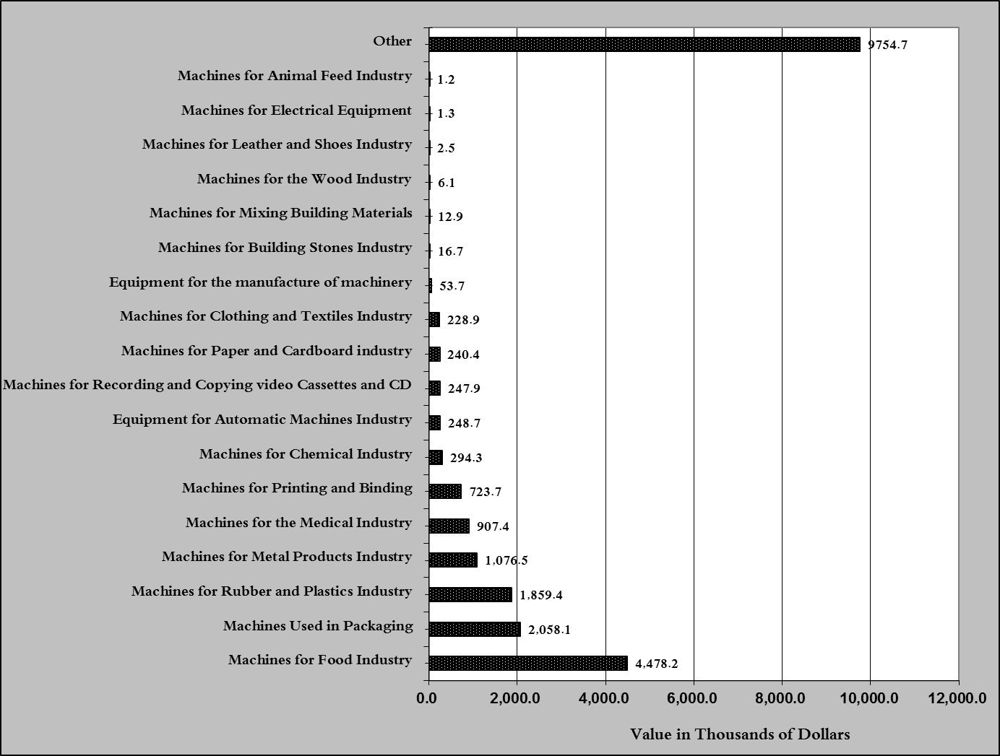 Other 9754.7
Machines for Animal Feed Industry 1.2
Machines for Electrical Equipment 1.3
Machines for Leather and Shoes Industry 2.5
Machines for the Wood Industry 6.1
Machines for Mixing Building Materials 12.9
Machines for Building Stones Industry 16.7
Equipment for the manufacture of machinery 53.7
Machines for Clothing and Textiles Industry 228.9
Machines for Paper and Cardboard industry 240.4
Machines for Recording and Copying video Cassettes and CD 247.9
Equipment for Automatic Machines Industry 248.7
Machines for Chemical Industry 294.3
Machines for Printing and Binding 723.7
Machines for the Medical Industry 907.4
Machines for Metal Products Industry 1,076.5
Machines for Rubber and Plastics Industry 1,859.4
Machines Used in Packaging 2,058.1
Machines for Food Industry 4,478.2
0.0 2,000.0 4,000.0 6,000.0 8,000.0 10,000.0 12,000.0
Value in Thousands of Dollars